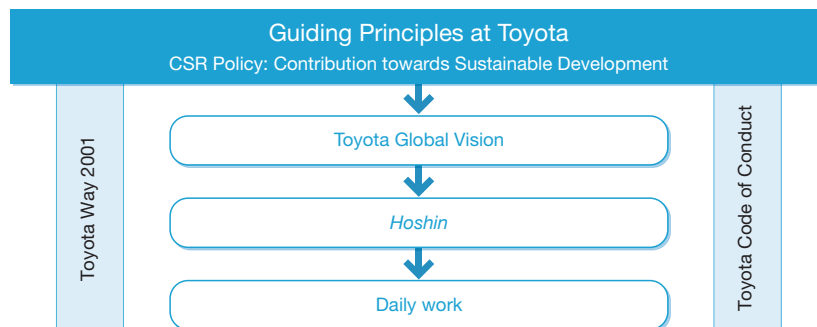 Guiding Principles at Toyota
CSR Policy: Contribution towards Sustainable Development
Toyota Way 2001
Toyota Global Vision
Hoshin
Daily work
Toyota Code of Conduct